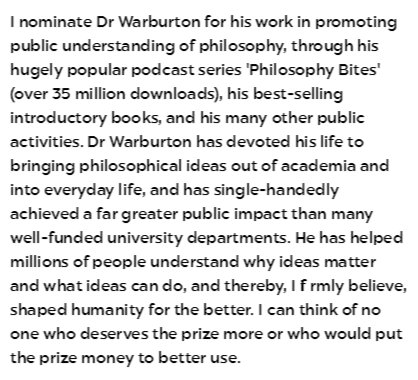 I nominate Dr Warburton for his work in promoting
public understanding of philosophy, through his
hugely popular podcast series 'Philosophy Bites'
(over 35 million downloads), his best-selling
introductory books, and his many other public
activities. Dr Warburton has devoted his life to
bringing philosophical ideas out of academia and
into everyday life, and has single-handedly
achieved a far greater public impact than many
well-funded university departments. He has helped
millions of people understand why ideas matter
and what ideas can do, and thereby, I f rmly believe,
shaped humanity for the better. I can think of no
one who deserves the prize more or who would put
the prize money to better use.